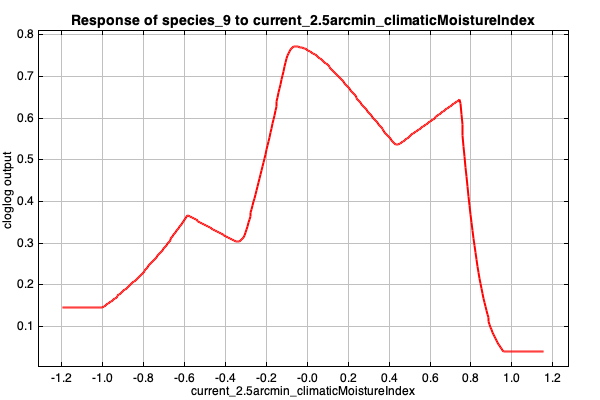 Response of species_9 to current_2.5arcmin_climaticMoistureIndex
0.8
0.7
0.6
0.5
0.4
0.3
0.2
0.1
cloglog output
-1.2 -1.0 -0.8 -0.6 -0.4 -0.2 -0.0 0.2 0.4 0.6 0.8 1.0 1.2
current_2.5arcmin_climaticMoistureIndex